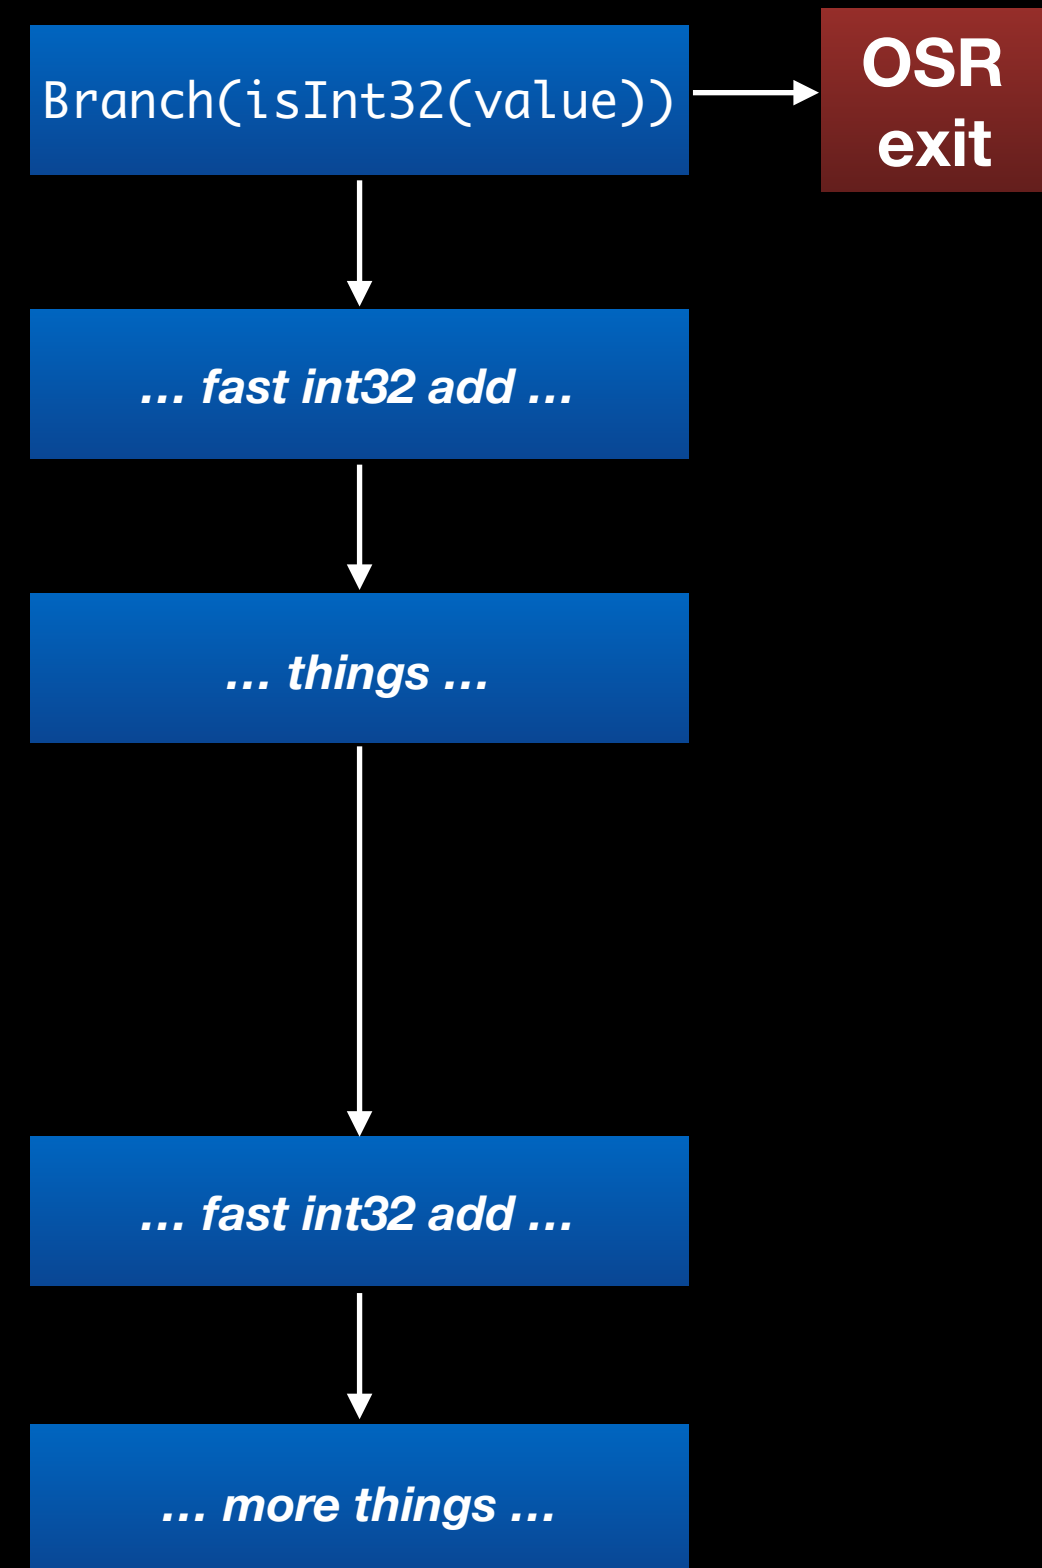 Branch(isInt32(value))
OSR
exit
… fast int32 add …
… things …
… fast int32 add …
… more things …